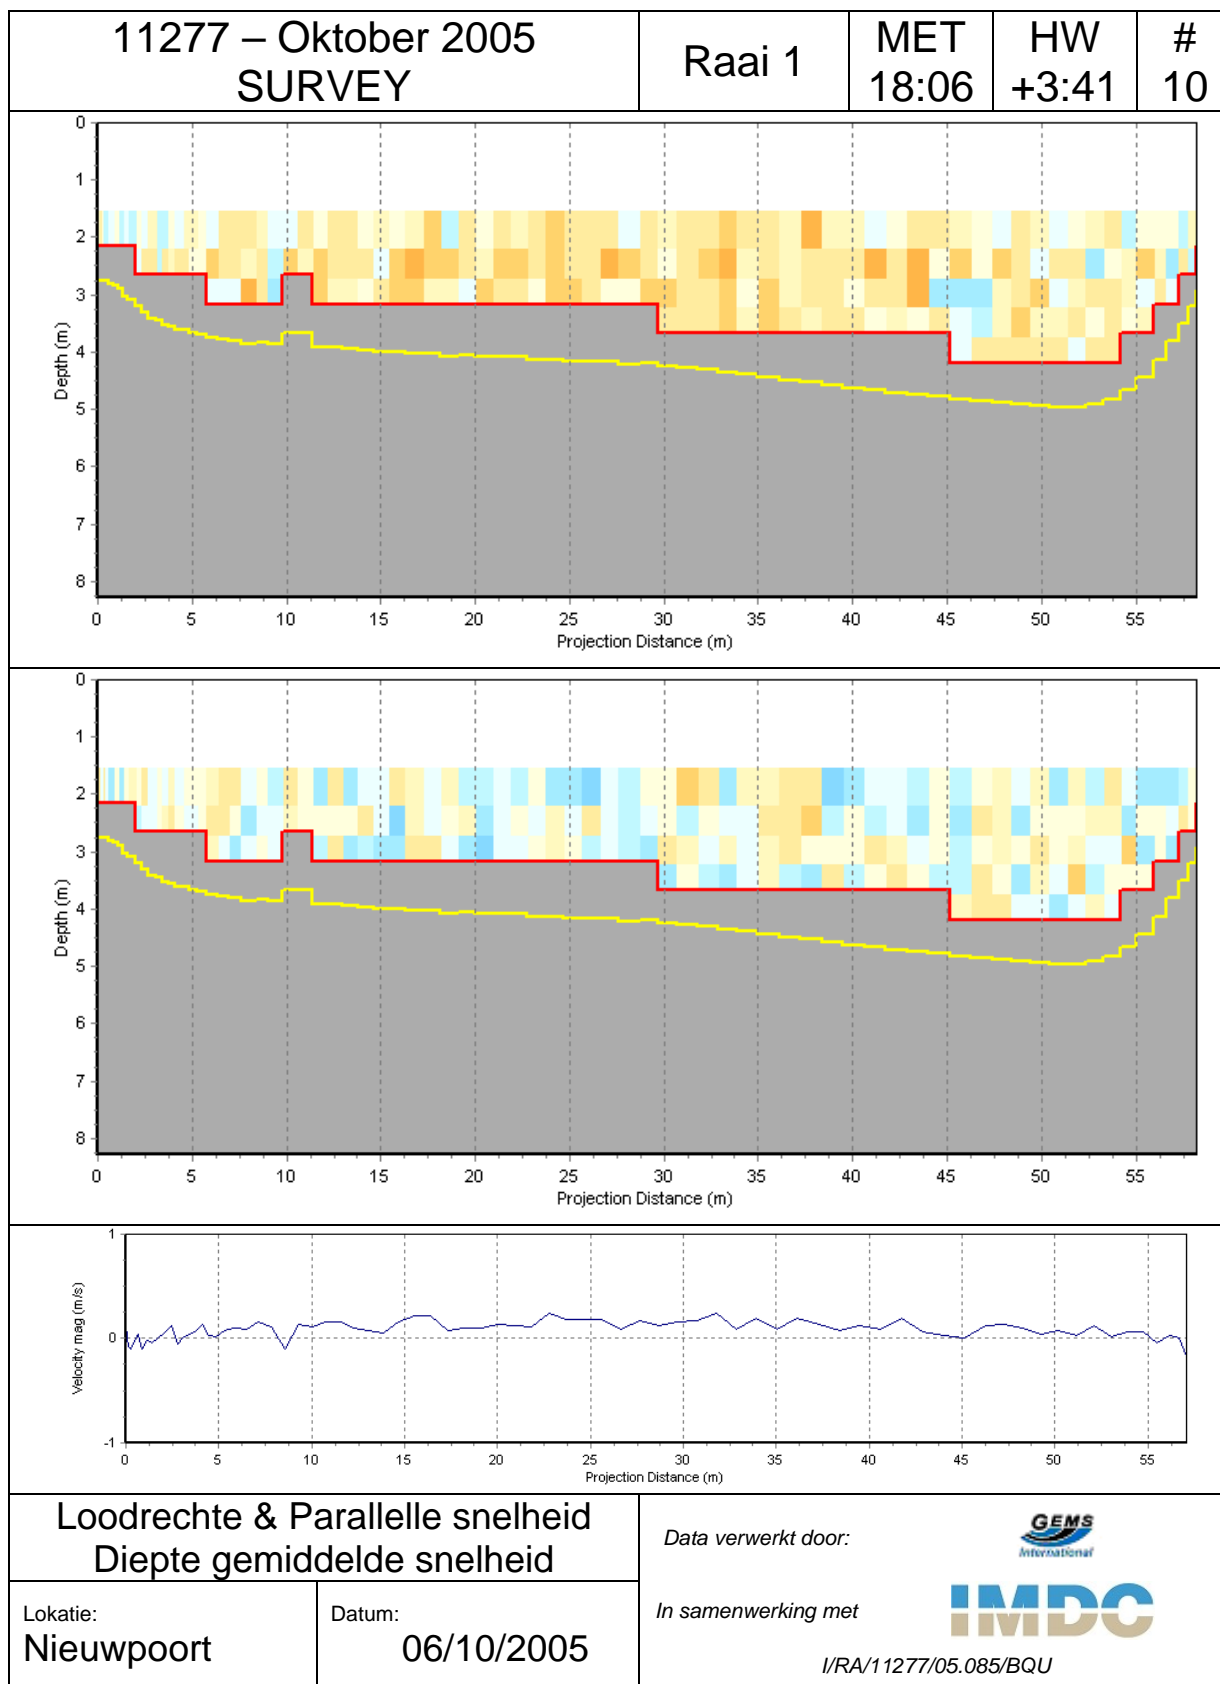 11277 – Oktober 2005
SURVEY
Raai 1
MET
18:06
HW
+3:41
#
10
0
1
2
3
4
5
6
7
8
Depth (m)
0 5 10 15 20 25 30 35 40 45 50 55
Projection Distance (m)
0
1
2
3
4
5
6
7
8
Depth (m)
0 5 10 15 20 25 30 35 40 45 50 55
Projection Distance (m)
1
0
-1
Velocity mag (m/s)
0 5 10 15 20 25 30 35 40 45 50 55
Projection Distance (m)
Loodrechte & Parallelle snelheid
Diepte gemiddelde snelheid
Data verwerkt door:
GEMS
International
Lokatie:
Nieuwpoort
Datum:
06/10/2005
In samenwerking met
IMDC
I/RA/11277/05.085/BQU